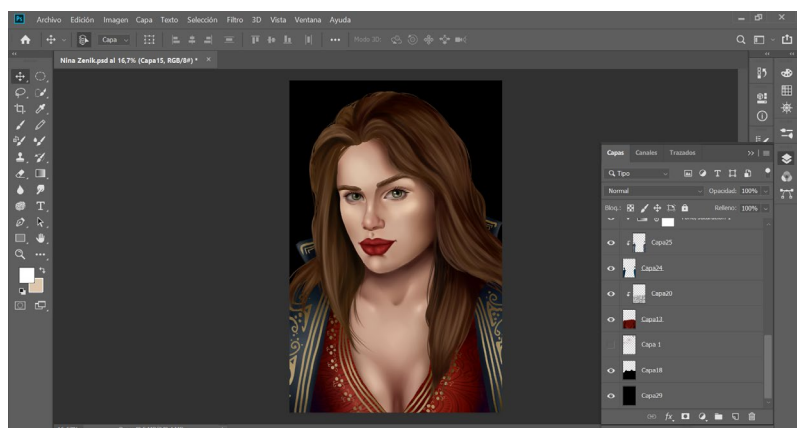 Ps Archivo Edición Imagen Capa Texto Selección Filtro 3D Vista Ventana Ayuda
Capa Modo 3D:
Nina Zenik.psd al 16,7% (Capa15, RGB/8#) * ×
Capas Canales Trazados
Tipo
Normal Opacidad: 100%
Bloq.: Relleno: 100%
Capa25
Capa24
Capa20
Capa13
Capa 1
Capa18
Capa29
fx